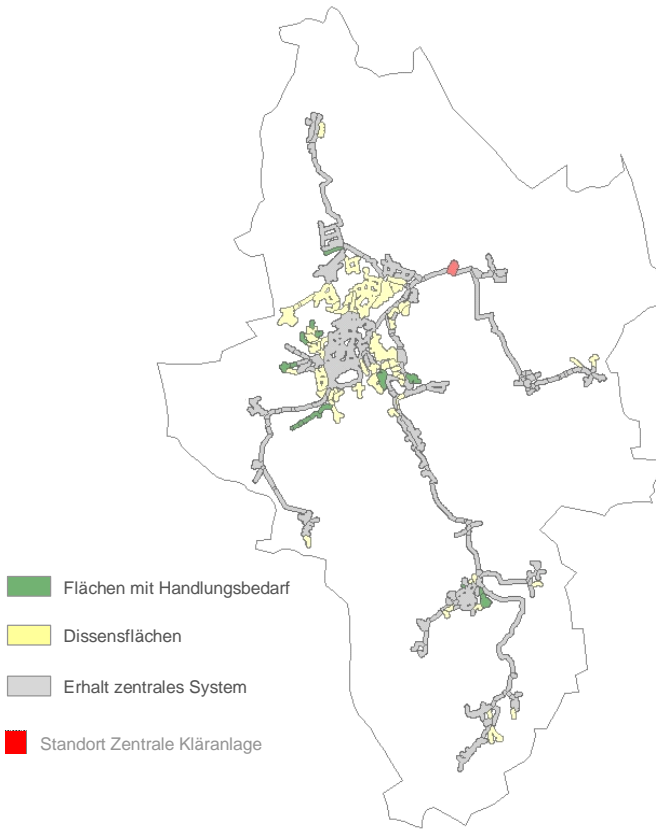 Flächen mit Handlungsbedarf
Dissensflächen
Erhalt zentrales System
Standort Zentrale Kläranlage